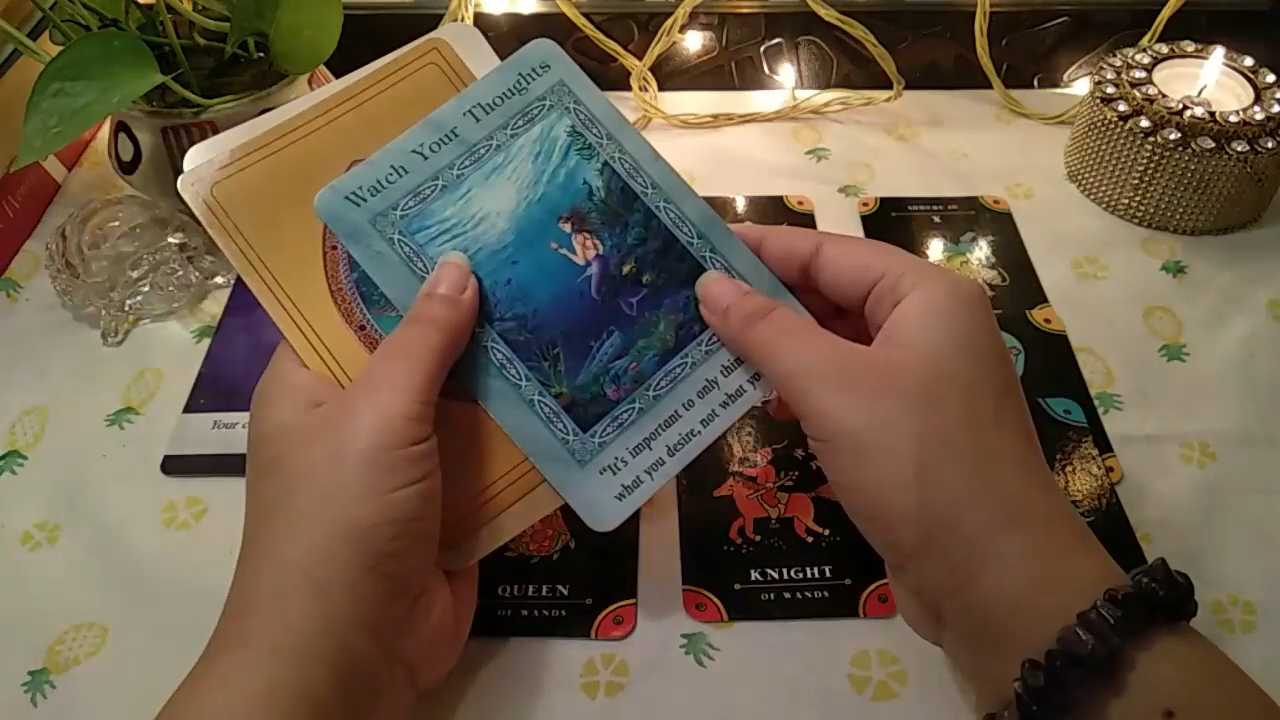 Watch Your Thoughts
"It's important to only thin
what you desire, not what yo
Your c
QUEEN
OF WANDS
KNIGHT
OF WANDS
X